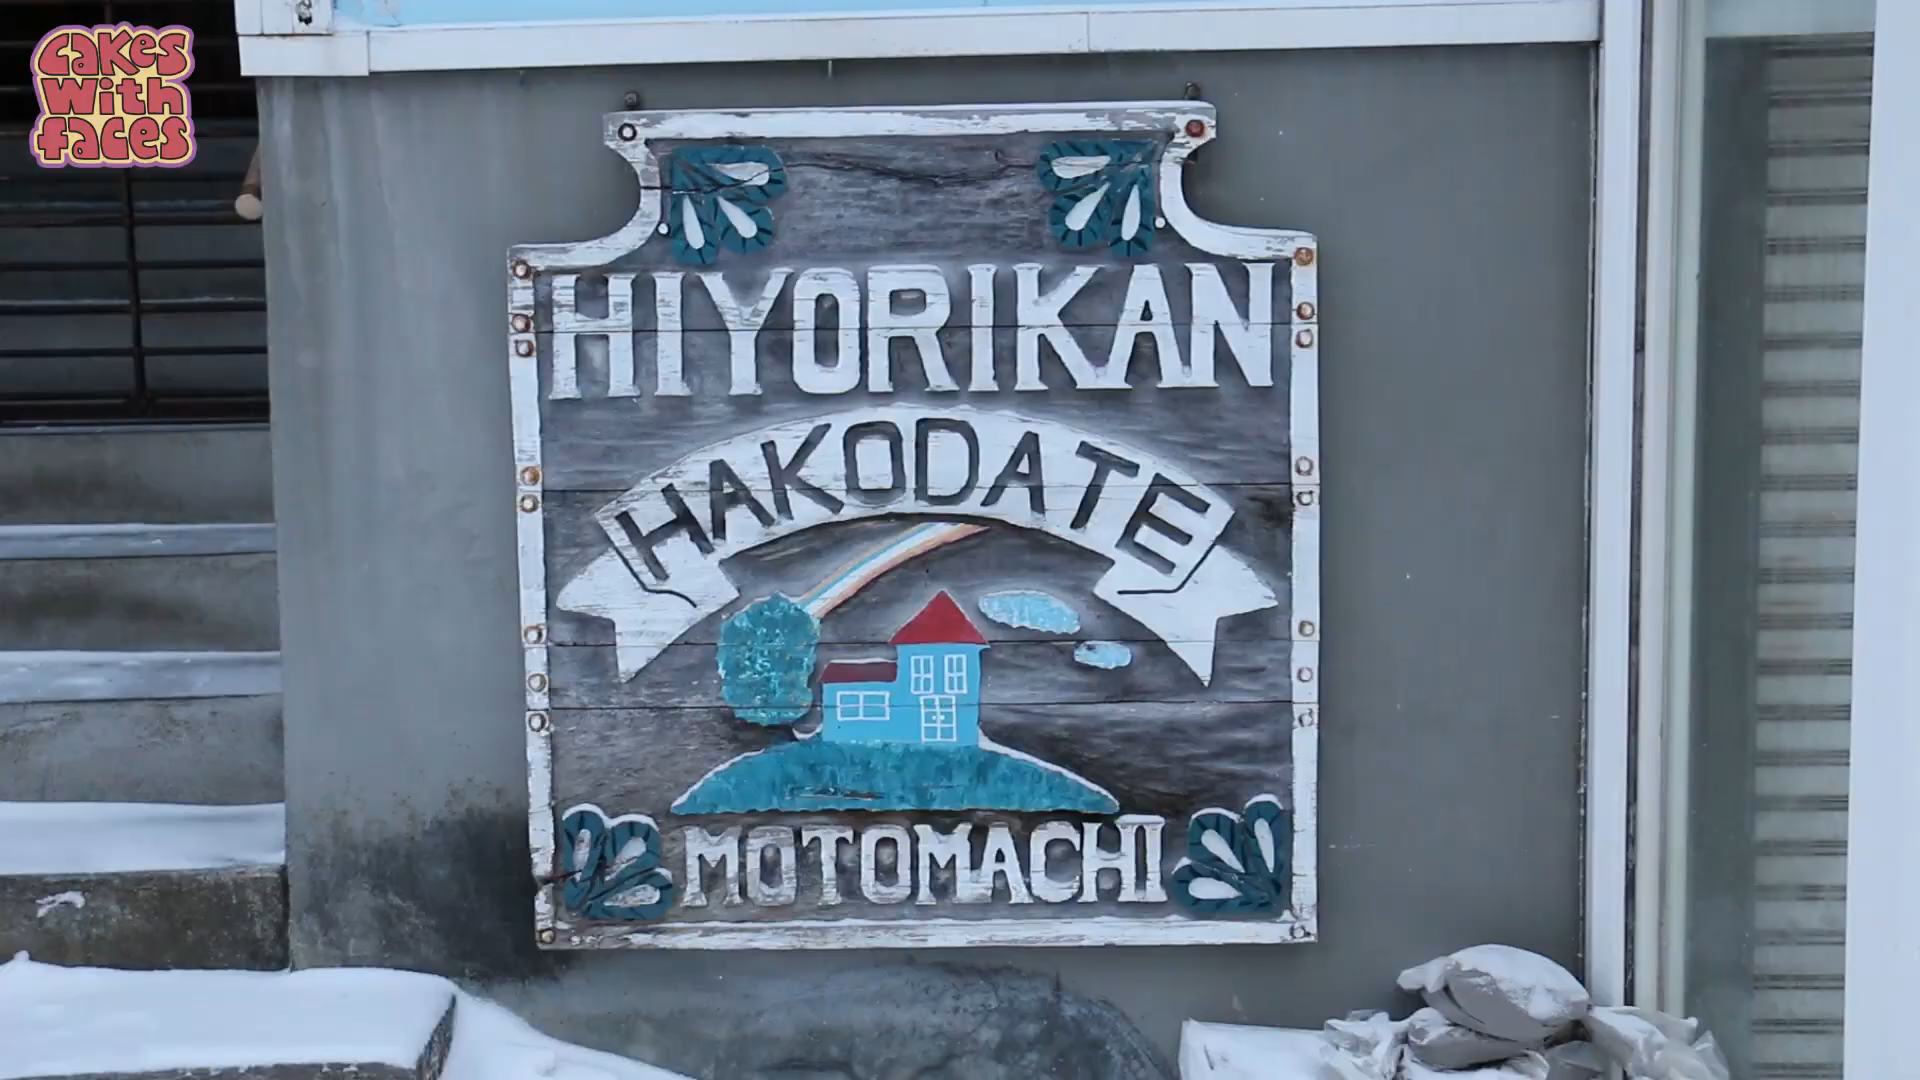 Cakes
With
faces
HIYORIKAN
HAKODATE
MOTOMACHI